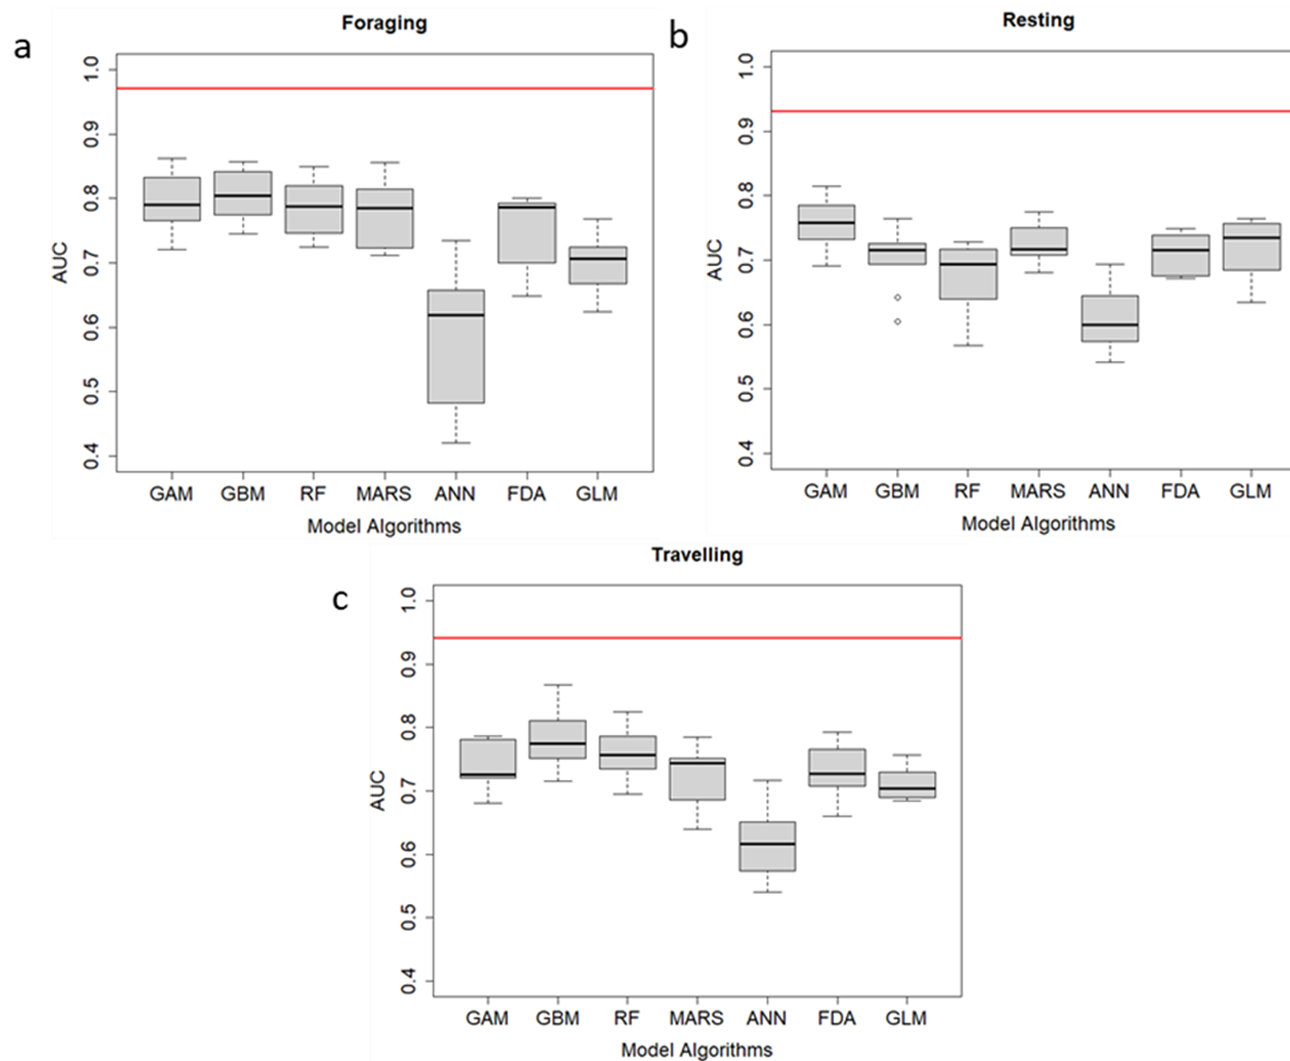 a
Foraging
AUC
1.0
0.9
0.8
0.7
0.6
0.5
0.4
GAM GBM RF MARS ANN FDA GLM
Model Algorithms
b
Resting
AUC
1.0
0.9
0.8
0.7
0.6
0.5
0.4
GAM GBM RF MARS ANN FDA GLM
Model Algorithms
c
Travelling
AUC
1.0
0.9
0.8
0.7
0.6
0.5
0.4
GAM GBM RF MARS ANN FDA GLM
Model Algorithms